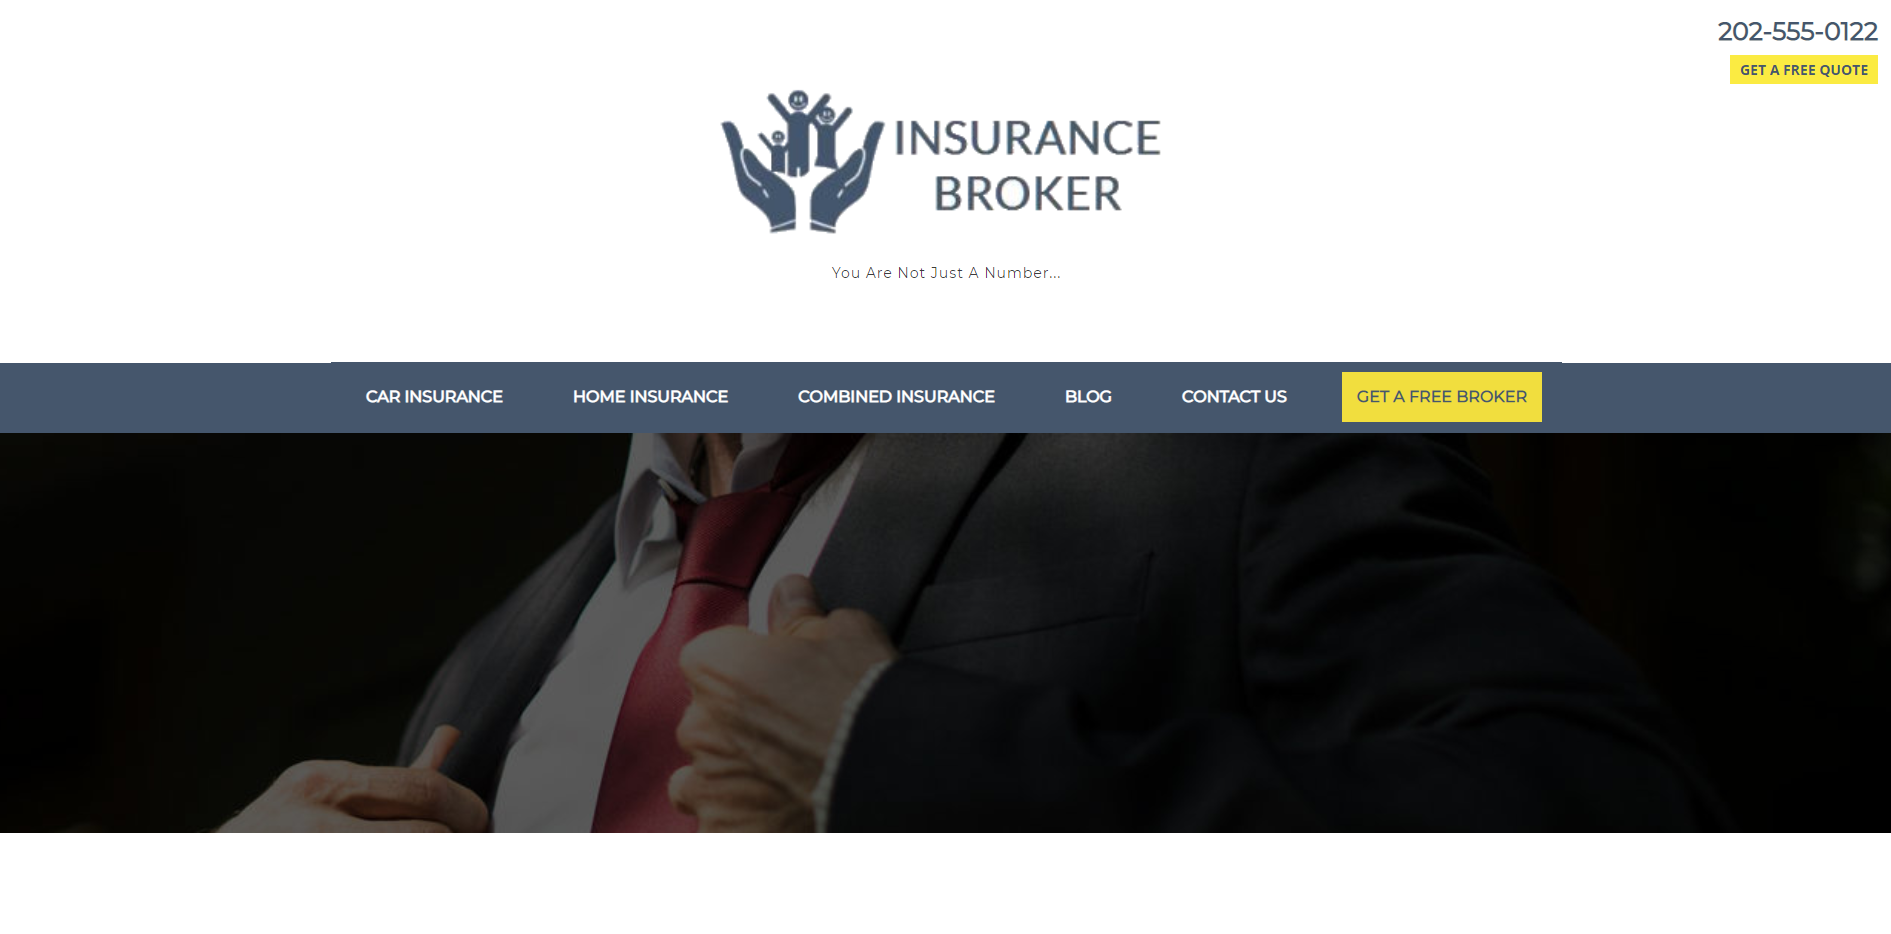 202-555-0122
GET A FREE QUOTE
INSURANCE
BROKER
You Are Not Just A Number...
CAR INSURANCE
HOME INSURANCE
COMBINED INSURANCE
BLOG
CONTACT US
GET A FREE BROKER